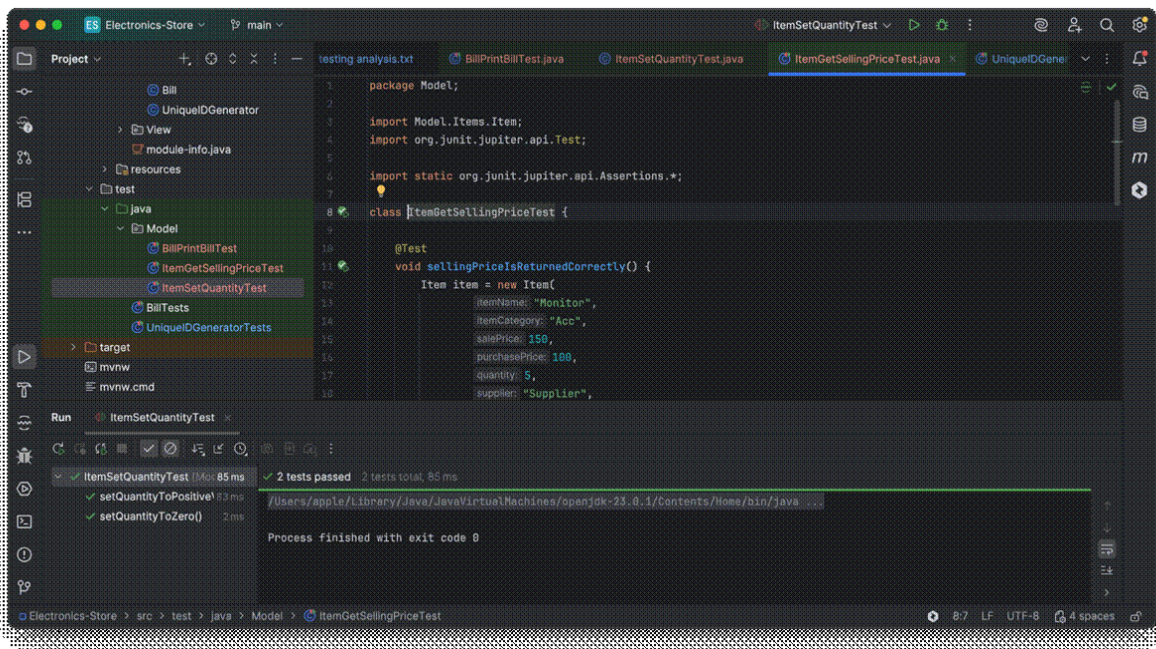 ES Electronics-Store main ItemSetQuantityTest
Project
testing analysis.txt BillPrintBillTest.java ItemSetQuantityTest.java ItemGetSellingPriceTest.java UniqueIDGener
Bill
UniqueIDGenerator
View
module-info.java
resources
test
java
Model
BillPrintBillTest
ItemGetSellingPriceTest
ItemSetQuantityTest
BillTests
UniqueIDGeneratorTests
target
mvnw
mvnw.cmd
1 package Model;
2
3 import Model.Items.Item;
4 import org.junit.jupiter.api.Test;
5
6 import static org.junit.jupiter.api.Assertions.*;
7
8 class ItemGetSellingPriceTest {
9
10 @Test
11 void sellingPriceIsReturnedCorrectly() {
12 Item item = new Item(
13 itemName: "Monitor",
14 itemCategory: "Acc",
15 salePrice: 150,
16 purchasePrice: 100,
17 quantity: 5,
18 supplier: "Supplier",
Run ItemSetQuantityTest
ItemSetQuantityTest (Moc 85 ms
setQuantityToPositive\ 83 ms
setQuantityToZero() 2 ms
2 tests passed 2 tests total, 85 ms
/Users/apple/Library/Java/JavaVirtualMachines/openjdk-23.0.1/Contents/Home/bin/java ...
Process finished with exit code 0
Electronics-Store > src > test > java > Model > ItemGetSellingPriceTest
8:7 LF UTF-8 4 spaces